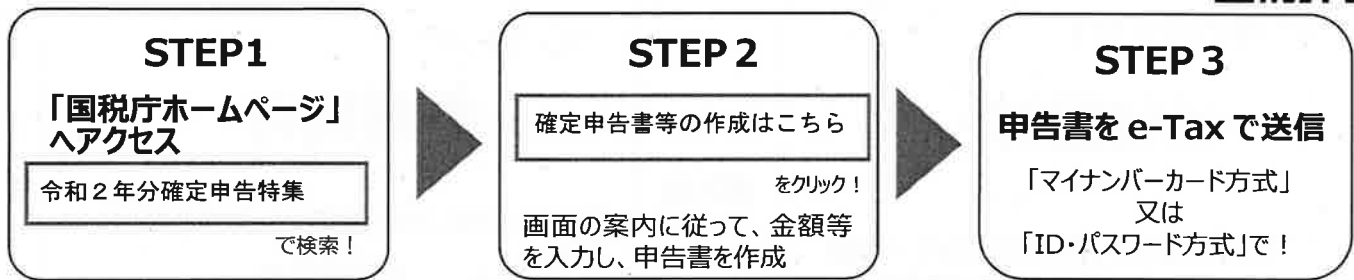 STEP1
「国税庁ホームページ」
へアクセス
令和2年分確定申告特集
で検索！
STEP2
確定申告書等の作成はこちら
をクリック！
画面の案内に従って、金額等
を入力し、申告書を作成
STEP3
申告書を e-Tax で送信
「マイナンバーカード方式」
又は
「ID・パスワード方式」で！